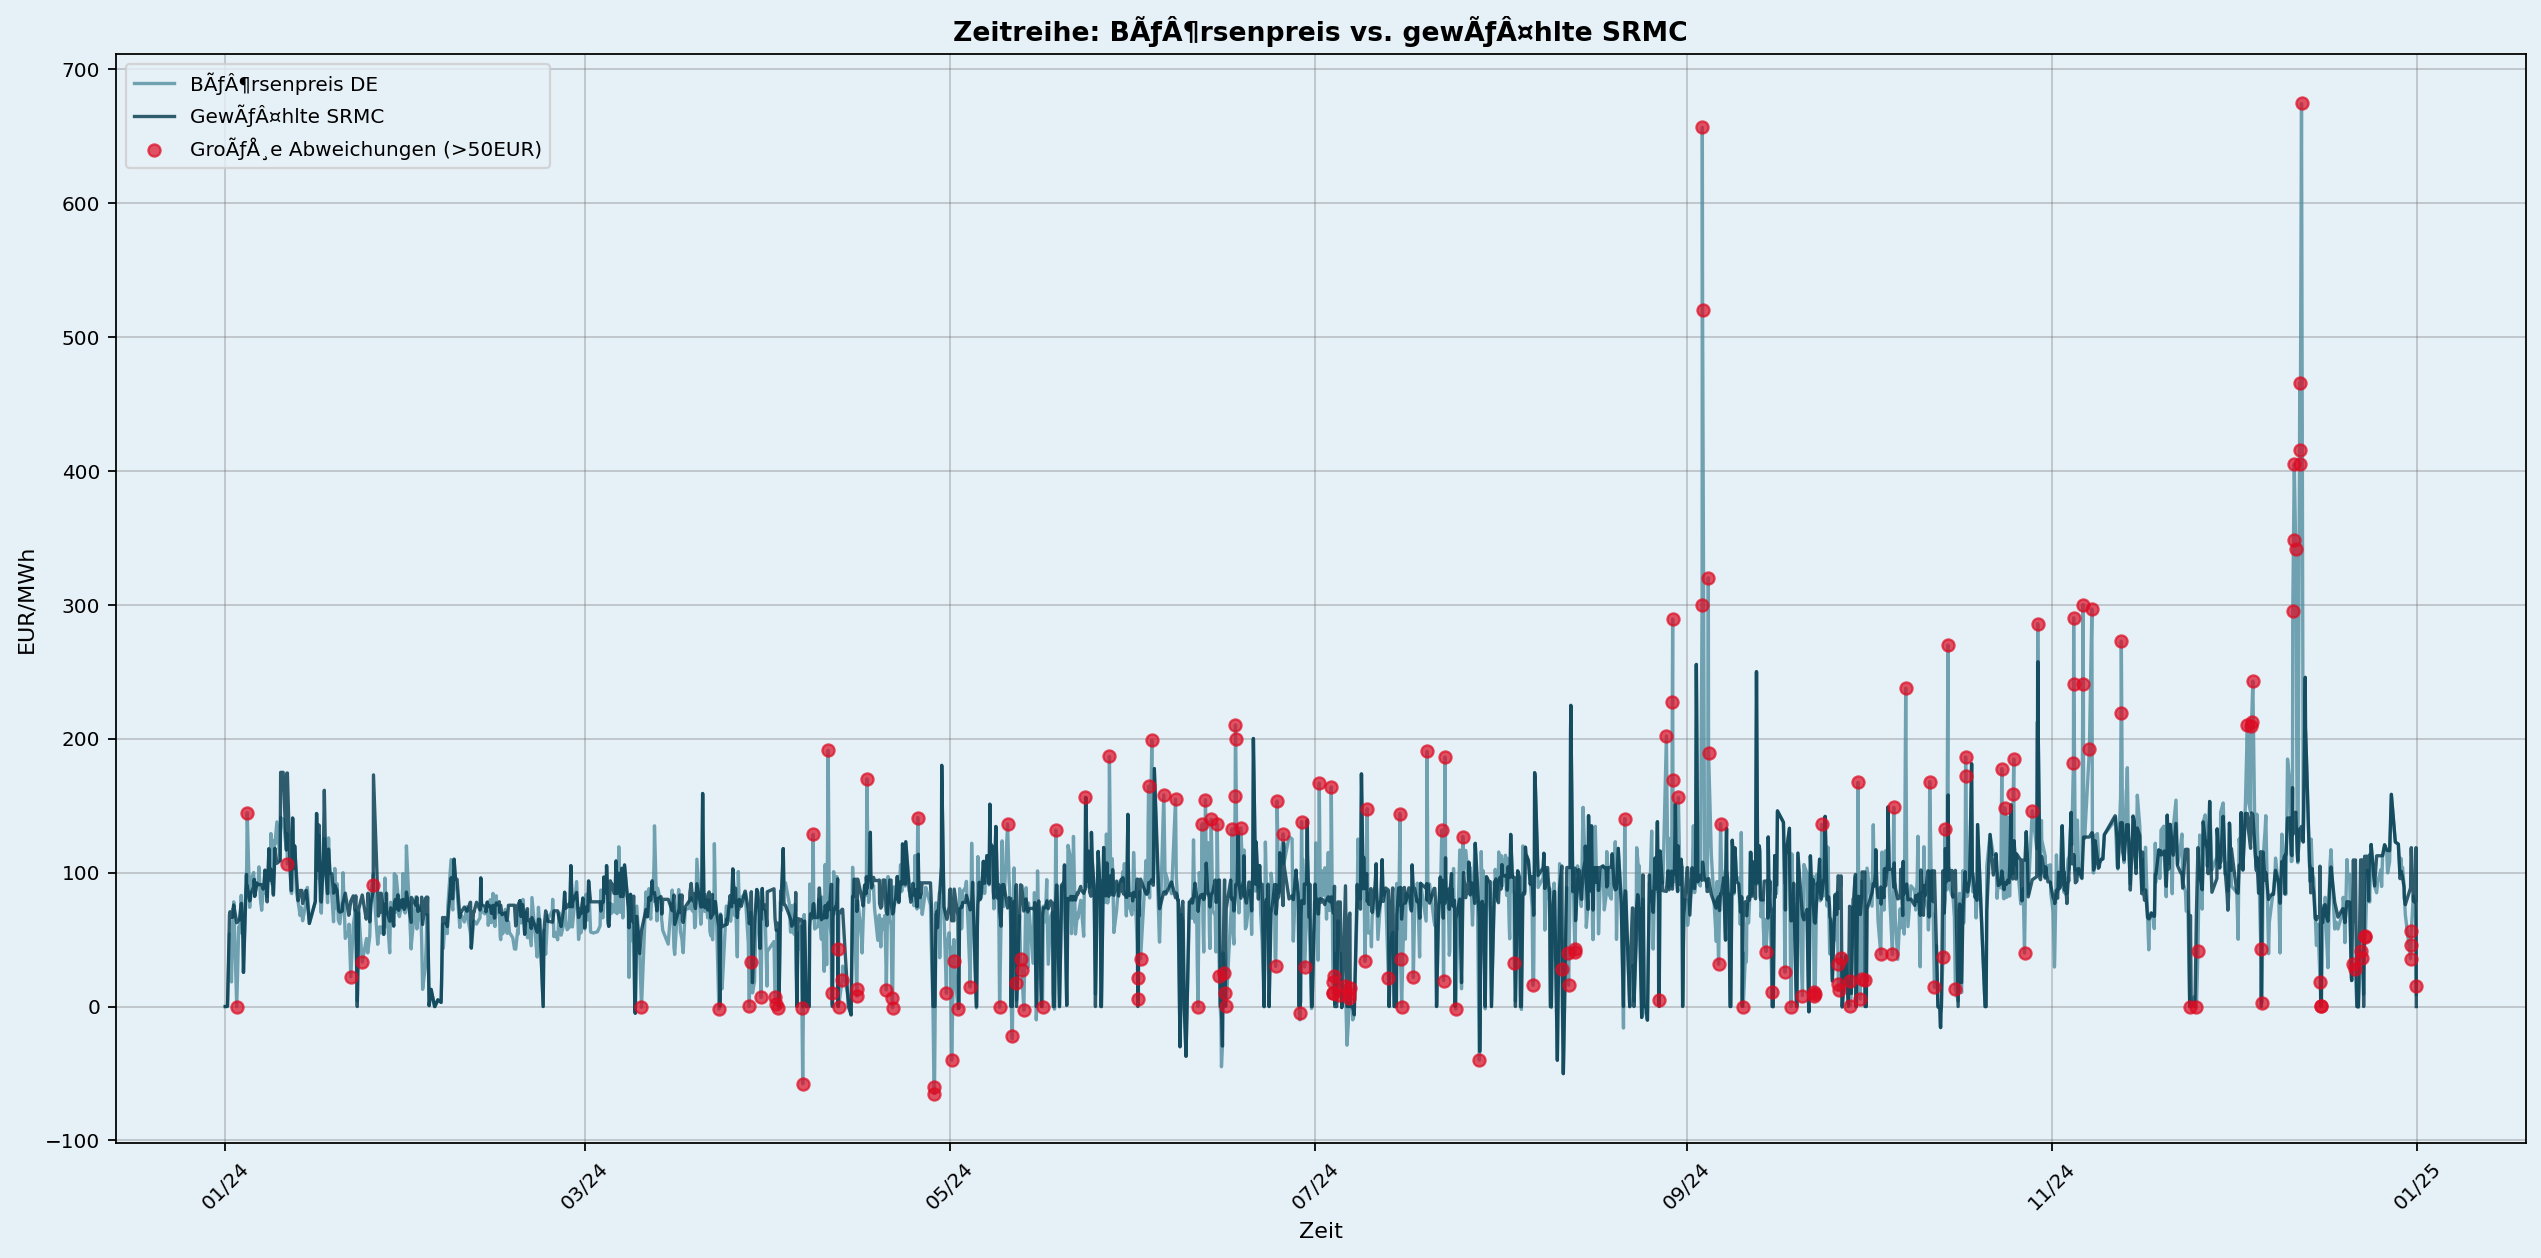 Zeitreihe: BÃƒÂ¶rsenpreis vs. gewÃƒÂ¤hlte SRMC
700
BÃƒÂ¶rsenpreis DE
GewÃƒÂ¤hlte SRMC
GroÃƒÅ¸e Abweichungen (>50EUR)
600
500
400
300
200
100
0
−100
EUR/MWh
01/24
03/24
05/24
07/24
09/24
11/24
01/25
Zeit